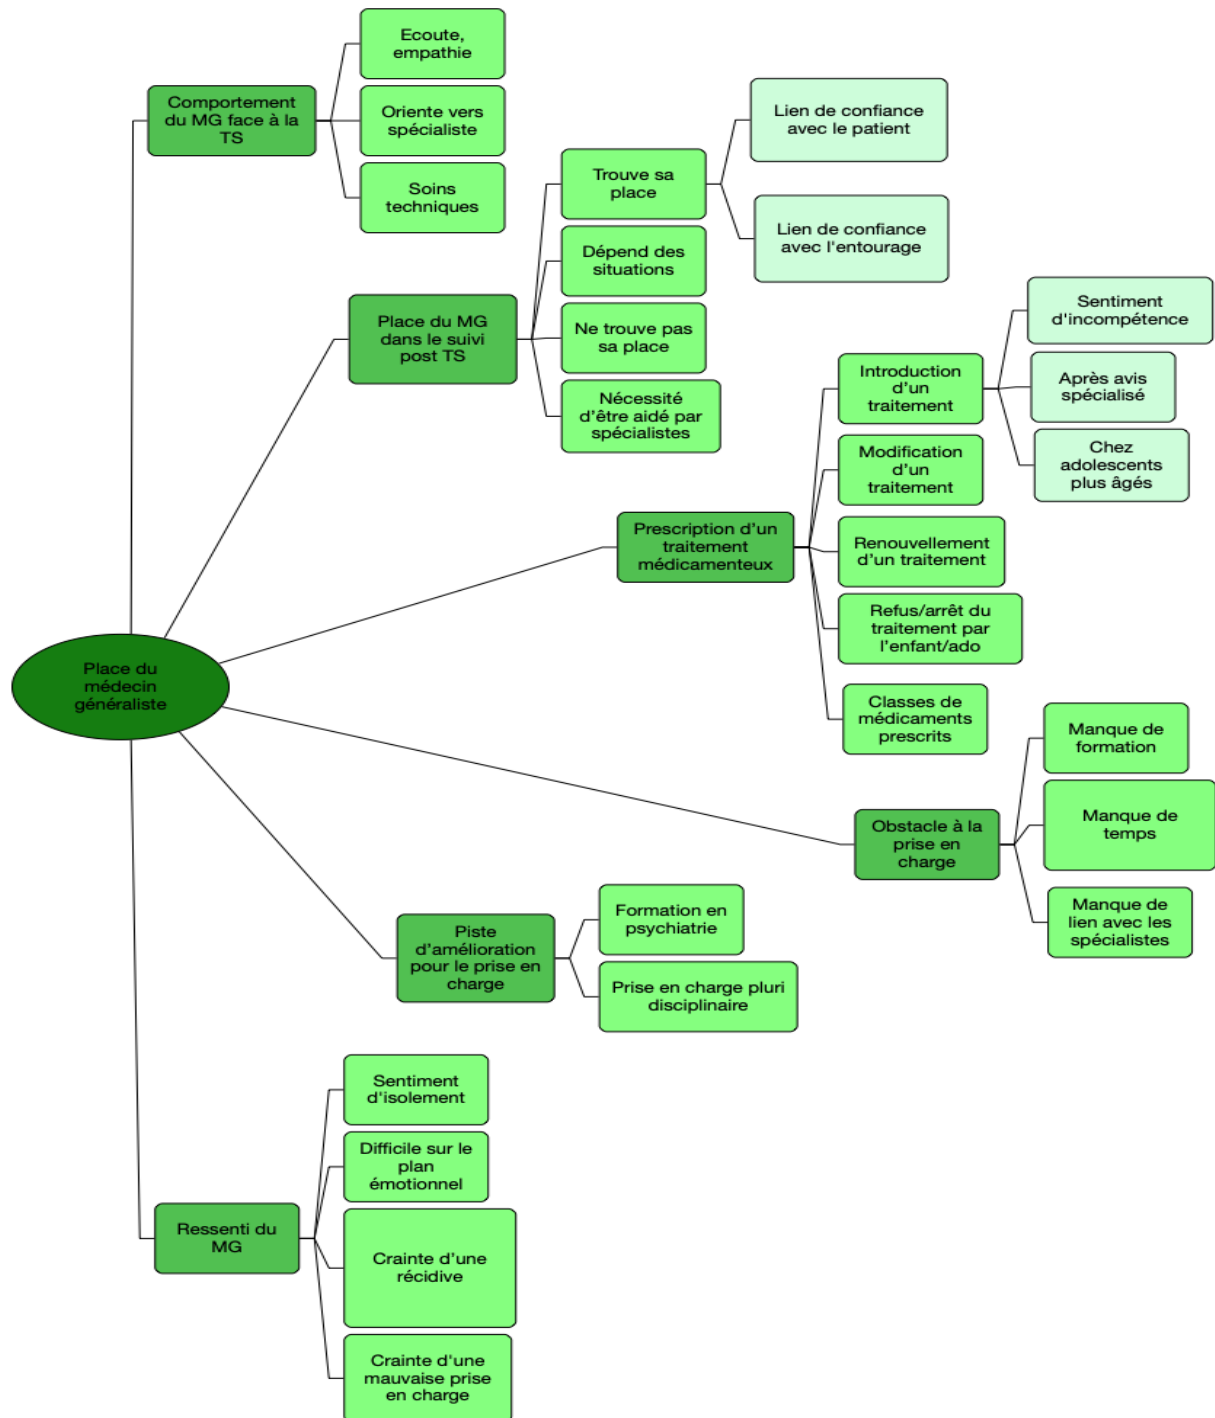 Place du
médecin
généraliste
Comportement
du MG face à la
TS
Ecoute,
empathie
Oriente vers
spécialiste
Soins
techniques
Place du MG
dans le suivi
post TS
Trouve sa
place
Lien de confiance
avec le patient
Lien de confiance
avec l'entourage
Dépend des
situations
Ne trouve pas
sa place
Nécessité
d’être aidé par
spécialistes
Prescription d’un
traitement
médicamenteux
Introduction
d’un
traitement
Sentiment
d'incompétence
Après avis
spécialisé
Chez
adolescents
plus âgés
Modification
d’un
traitement
Renouvellement
d’un traitement
Refus/arrêt du
traitement par
l’enfant/ado
Classes de
médicaments
prescrits
Obstacle à la
prise en
charge
Manque de
formation
Manque de
temps
Manque de
lien avec les
spécialistes
Piste
d’amélioration
pour le prise en
charge
Formation en
psychiatrie
Prise en charge pluri
disciplinaire
Ressenti du
MG
Sentiment
d'isolement
Difficile sur le
plan
émotionnel
Crainte d’une
récidive
Crainte d'une
mauvaise prise
en charge